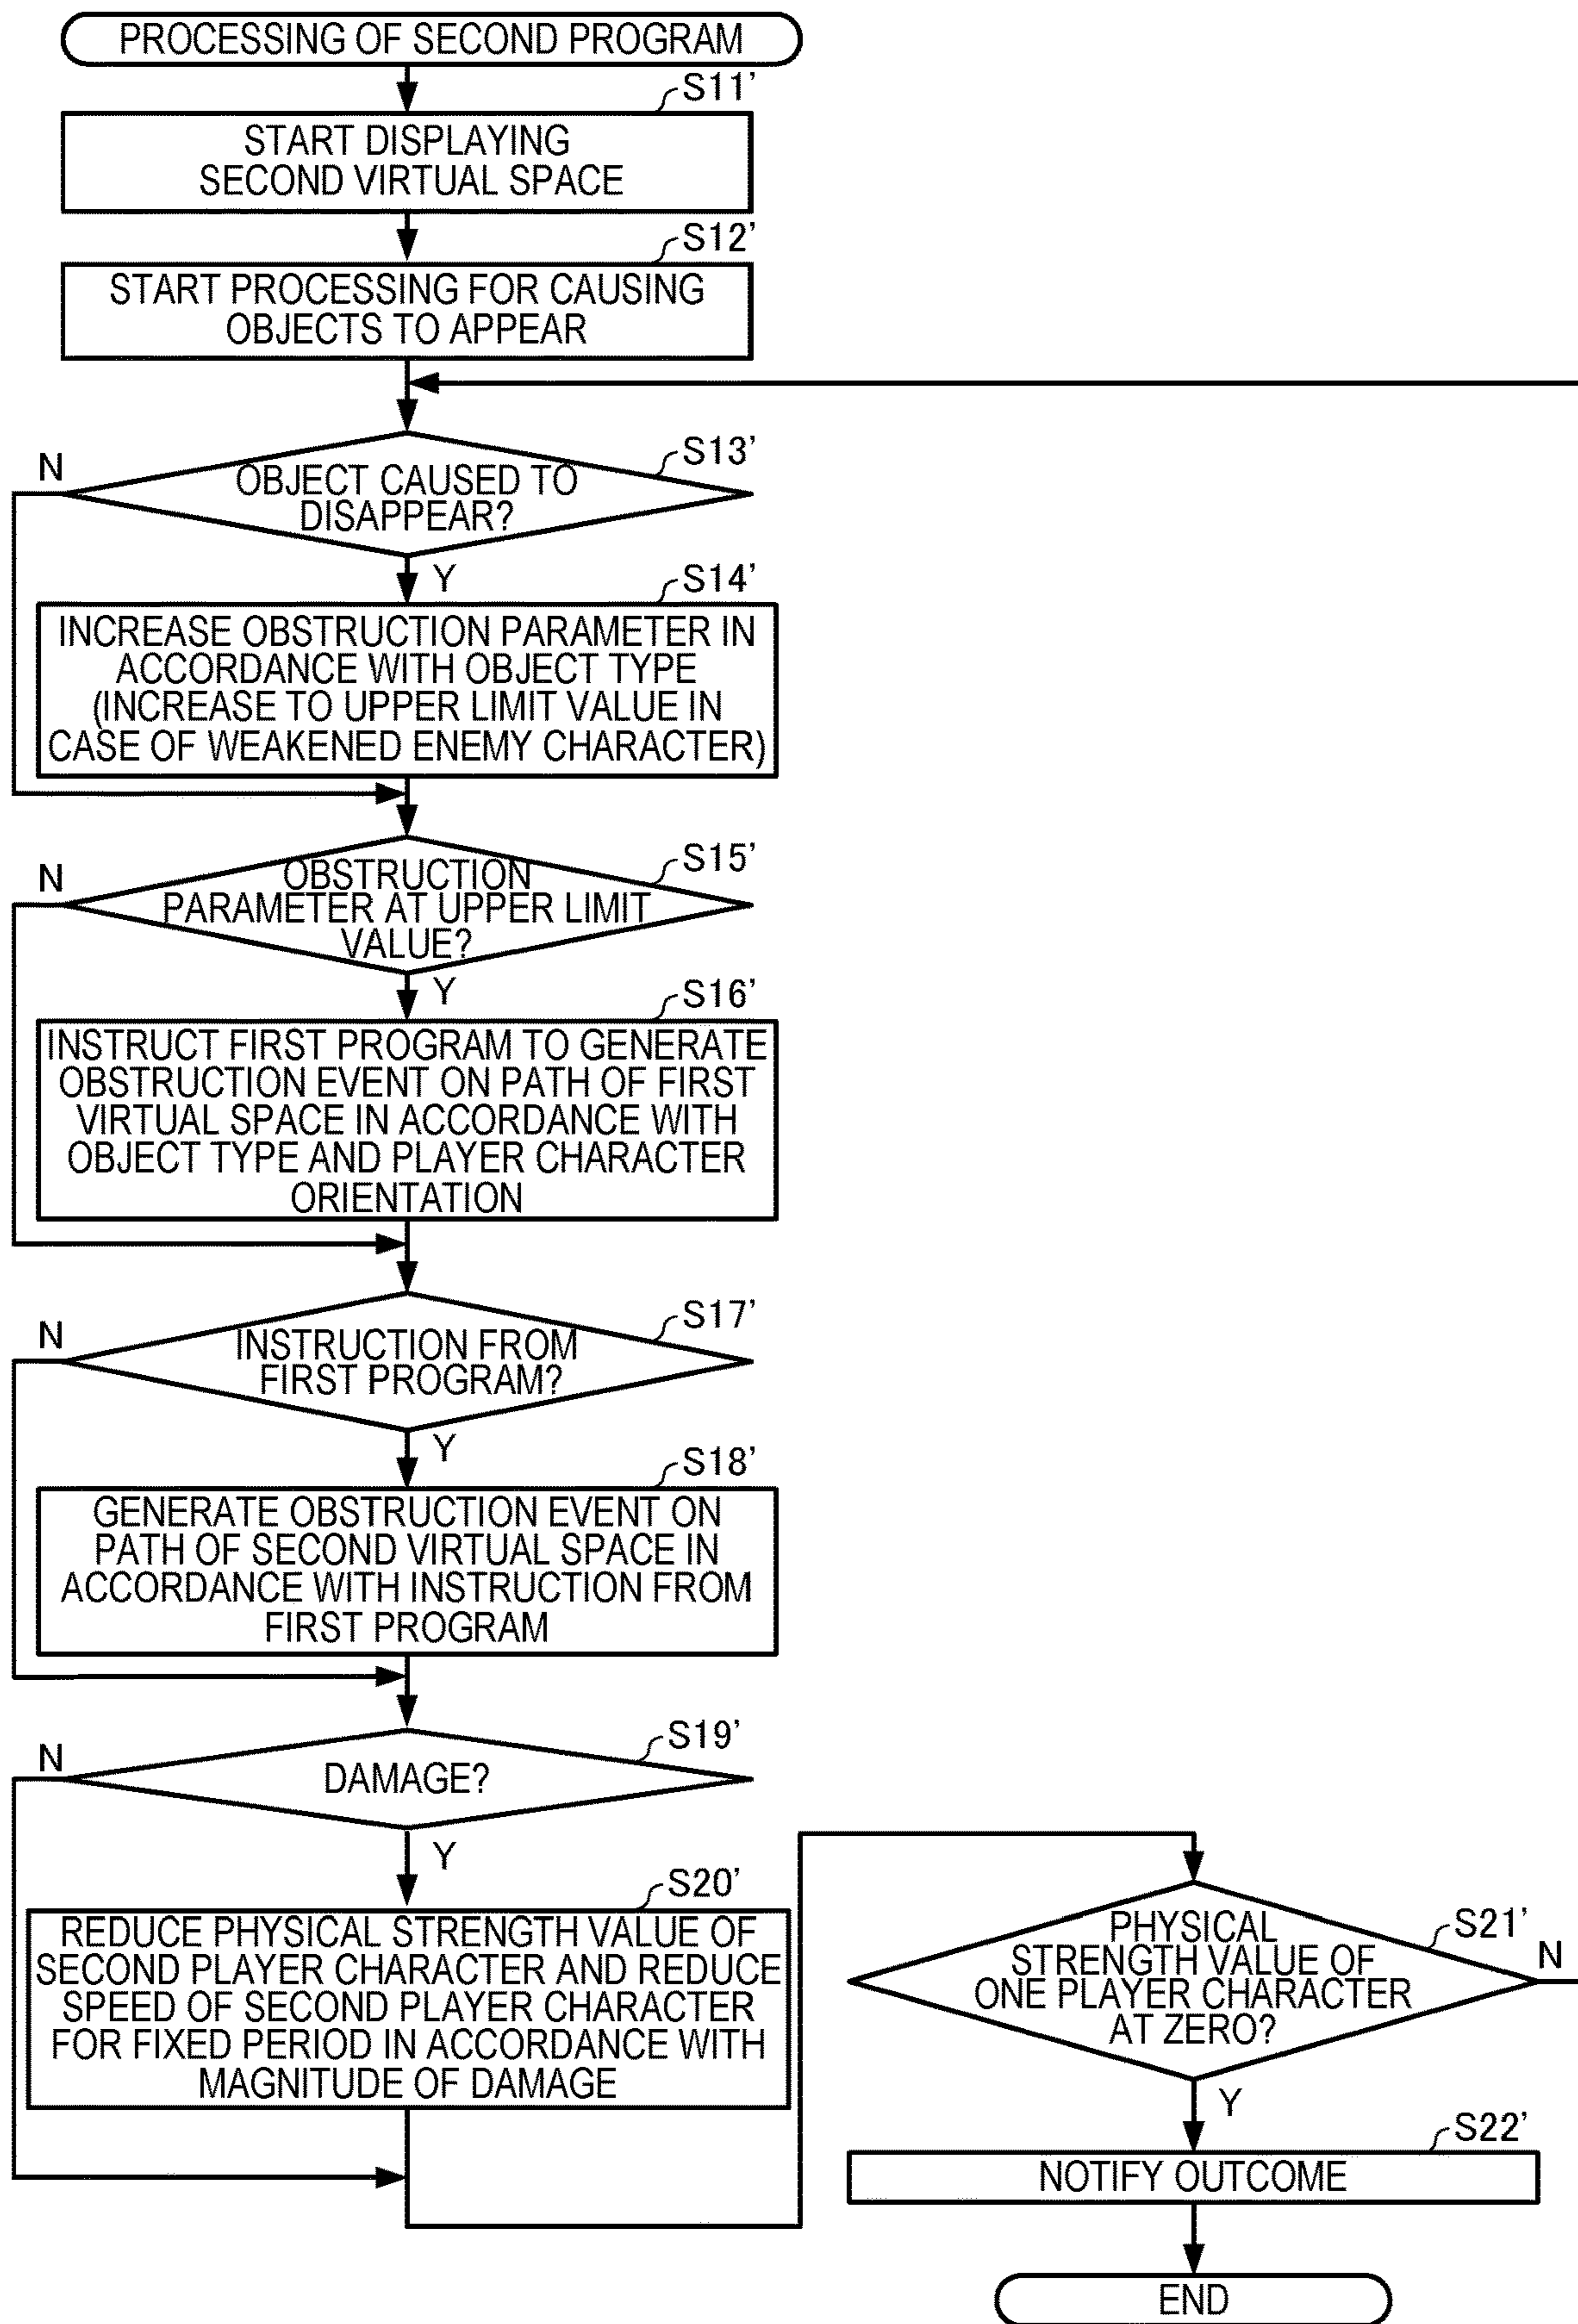 PROCESSING OF SECOND PROGRAM
S11'
START DISPLAYING
SECOND VIRTUAL SPACE
S12'
START PROCESSING FOR CAUSING
OBJECTS TO APPEAR
S13'
N
OBJECT CAUSED TO
DISAPPEAR?
Y
S14'
INCREASE OBSTRUCTION PARAMETER IN
ACCORDANCE WITH OBJECT TYPE
(INCREASE TO UPPER LIMIT VALUE IN
CASE OF WEAKENED ENEMY CHARACTER)
S15'
N
OBSTRUCTION
PARAMETER AT UPPER LIMIT
VALUE?
Y
S16'
INSTRUCT FIRST PROGRAM TO GENERATE
OBSTRUCTION EVENT ON PATH OF FIRST
VIRTUAL SPACE IN ACCORDANCE WITH
OBJECT TYPE AND PLAYER CHARACTER
ORIENTATION
S17'
N
INSTRUCTION FROM
FIRST PROGRAM?
Y
S18'
GENERATE OBSTRUCTION EVENT ON
PATH OF SECOND VIRTUAL SPACE IN
ACCORDANCE WITH INSTRUCTION FROM
FIRST PROGRAM
S19'
N
DAMAGE?
Y
S20'
REDUCE PHYSICAL STRENGTH VALUE OF
SECOND PLAYER CHARACTER AND REDUCE
SPEED OF SECOND PLAYER CHARACTER
FOR FIXED PERIOD IN ACCORDANCE WITH
MAGNITUDE OF DAMAGE
S21'
N
PHYSICAL
STRENGTH VALUE OF
ONE PLAYER CHARACTER
AT ZERO?
Y
S22'
NOTIFY OUTCOME
END